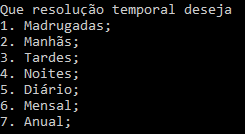 Que resolução temporal deseja
1. Madrugadas;
2. Manhãs;
3. Tardes;
4. Noites;
5. Diário;
6. Mensal;
7. Anual;